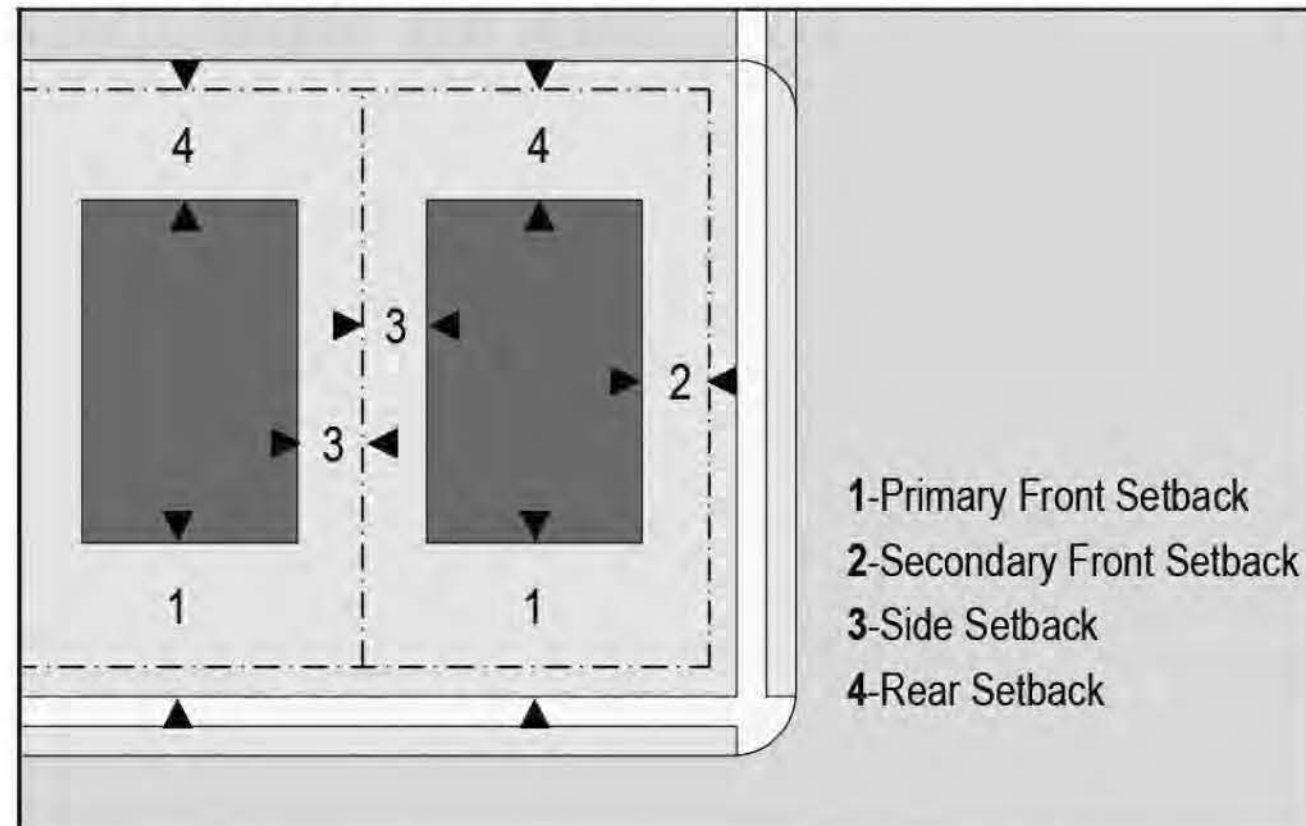 4 4
3
2
3
1 1
1-Primary Front Setback
2-Secondary Front Setback
3-Side Setback
4-Rear Setback